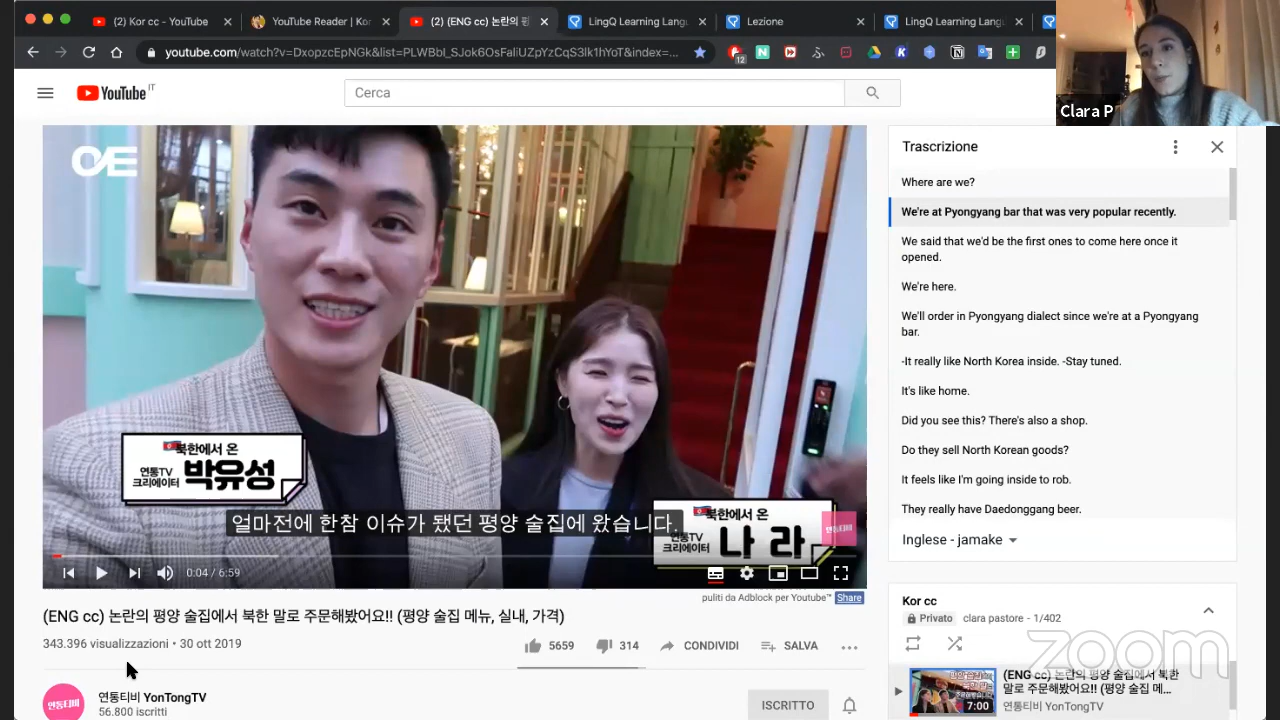 (2) Kor cc - YouTube
YouTube Reader | Kor
(2) (ENG cc) 논란의 평
LingQ Learning Langu
Lezione
LingQ Learning Langu
youtube.com/watch?v=DxopzcEpNGk&list=PLWBbI_SJok6OsFaliUZpYzCqS3lk1hYoT&index=...
12
Clara P
YouTube IT
Cerca
OE
북한에서 온
연통TV
크리에이터
박유성
북한에서 온
연통TV
크리에이터
나 라
연통티비
얼마전에 한참 이슈가 됐던 평양 술집에 왔습니다.
0:04 / 6:59
puliti da Adblock per Youtube™ Share
(ENG cc) 논란의 평양 술집에서 북한 말로 주문해봤어요!! (평양 술집 메뉴, 실내, 가격)
343.396 visualizzazioni • 30 ott 2019
5659
314
CONDIVIDI
SALVA
연통티비
연통티비 YonTongTV
56.800 iscritti
ISCRITTO
Trascrizione
Where are we?
We're at Pyongyang bar that was very popular recently.
We said that we'd be the first ones to come here once it
opened.
We're here.
We'll order in Pyongyang dialect since we're at a Pyongyang
bar.
-It really like North Korea inside. -Stay tuned.
It's like home.
Did you see this? There's also a shop.
Do they sell North Korean goods?
It feels like I'm going inside to rob.
They really have Daedonggang beer.
Inglese - jamake
Kor cc
Privato clara pastore - 1/402
zoom
7:00
(ENG cc) 논란의 평양 술집에서 북한
말로 주문해봤어요!! (평양 술집 메...
연통티비 YonTongTV